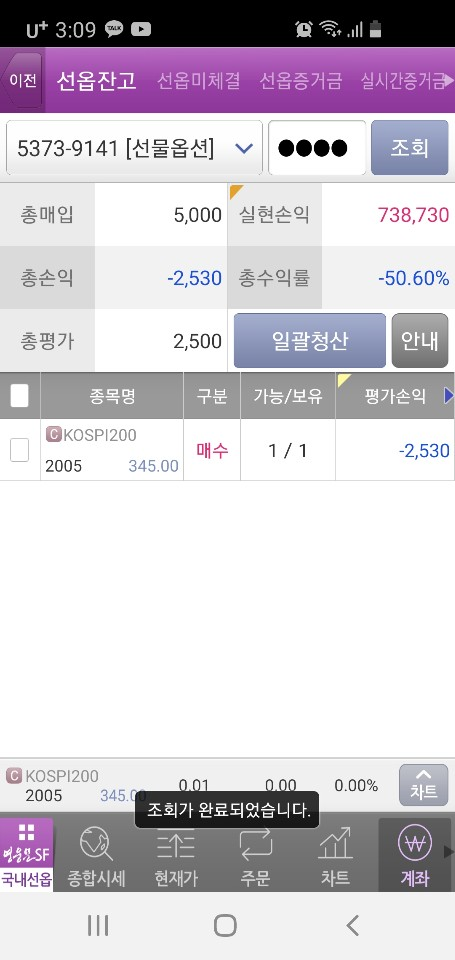 U+ 3:09 TALK
이전 선옵잔고 선옵미체결 선옵증거금 실시간증거금
5373-9141 [선물옵션] ●●●● 조회
총매입 5,000 실현손익 738,730
총손익 -2,530 총수익률 -50.60%
총평가 2,500 일괄청산 안내
종목명 구분 가능/보유 평가손익
C KOSPI200 매수 1 / 1 -2,530
2005 345.00
C KOSPI200 0.01 0.00 0.00% 차트
2005 345.00
조회가 완료되었습니다.
영웅문-SF
국내선옵 종합시세 현재가 주문 차트 계좌